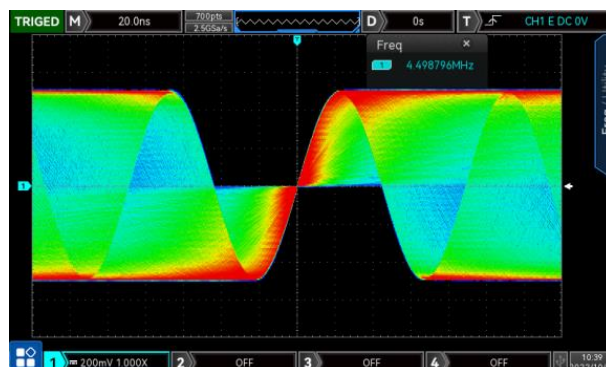 TRIGED M 20.0ns 700pts 2.5GSa/s D 0s T CH1 E DC 0V
T
Freq ×
1 4.498796MHz
1
1 200mV 1.000X 2 OFF 3 OFF 4 OFF 10:39